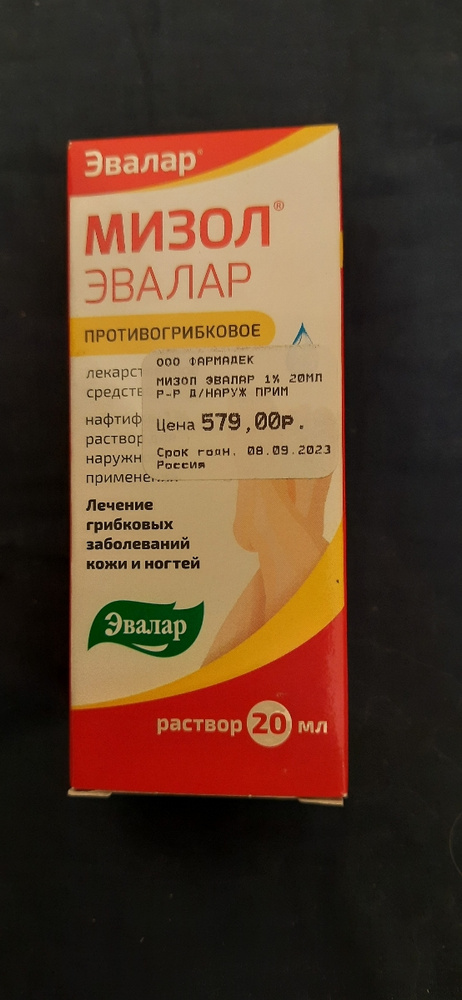 Эвалар®
МИЗОЛ®
ЭВАЛАР
ПРОТИВОГРИБКОВОЕ
ООО ФАРМАДЕК
МИЗОЛ ЭВАЛАР 1% 20МЛ
Р-Р Д/НАРУЖ ПРИМ
Цена 579,00р.
Срок годн. 08.09.2023
Россия
Лечение
грибковых
заболеваний
кожи и ногтей
Эвалар
раствор 20 мл